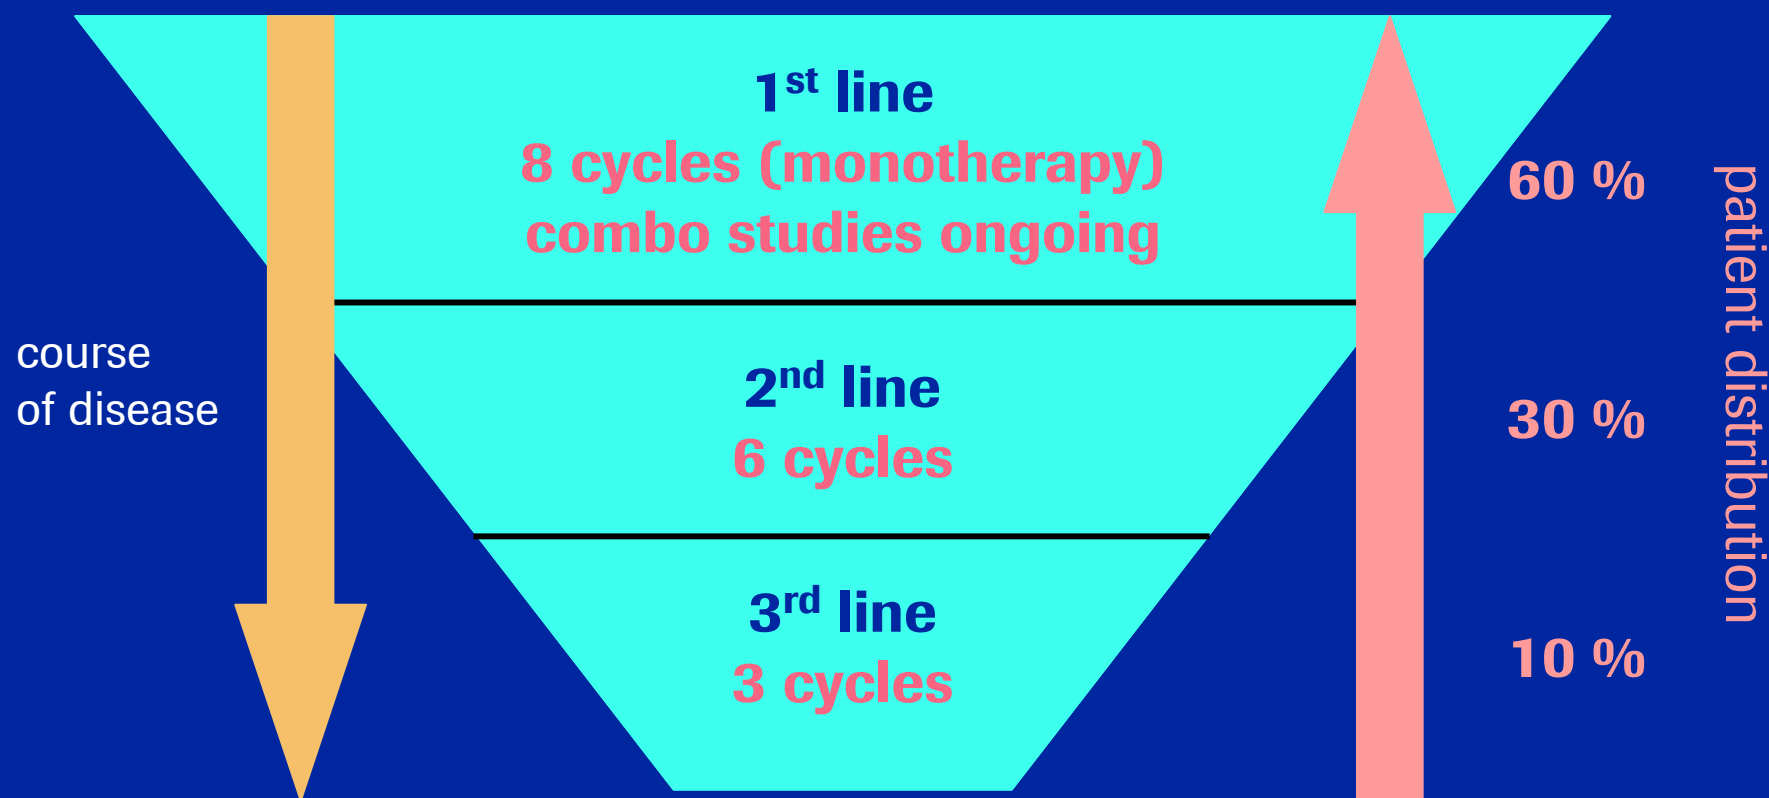 1st line
8 cycles (monotherapy)
combo studies ongoing
60 %
course
of disease
2nd line
6 cycles
30 %
3rd line
3 cycles
10 %
patient distribution